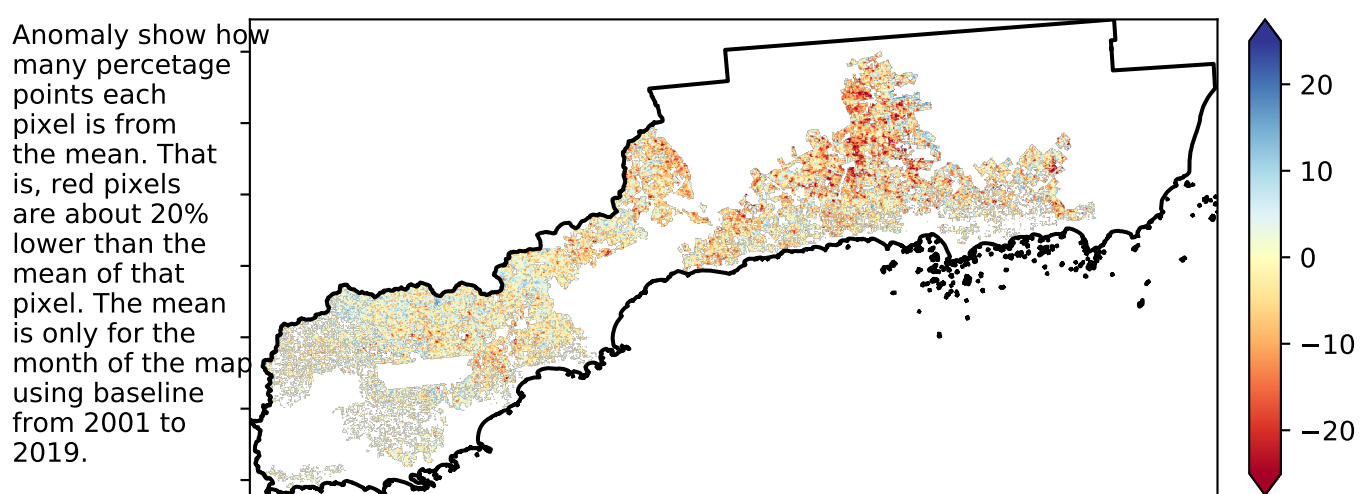 Anomaly show how
many percetage
points each
pixel is from
the mean. That
is, red pixels
are about 20%
lower than the
mean of that
pixel. The mean
is only for the
month of the map
using baseline
from 2001 to
2019.
20
10
0
−10
−20